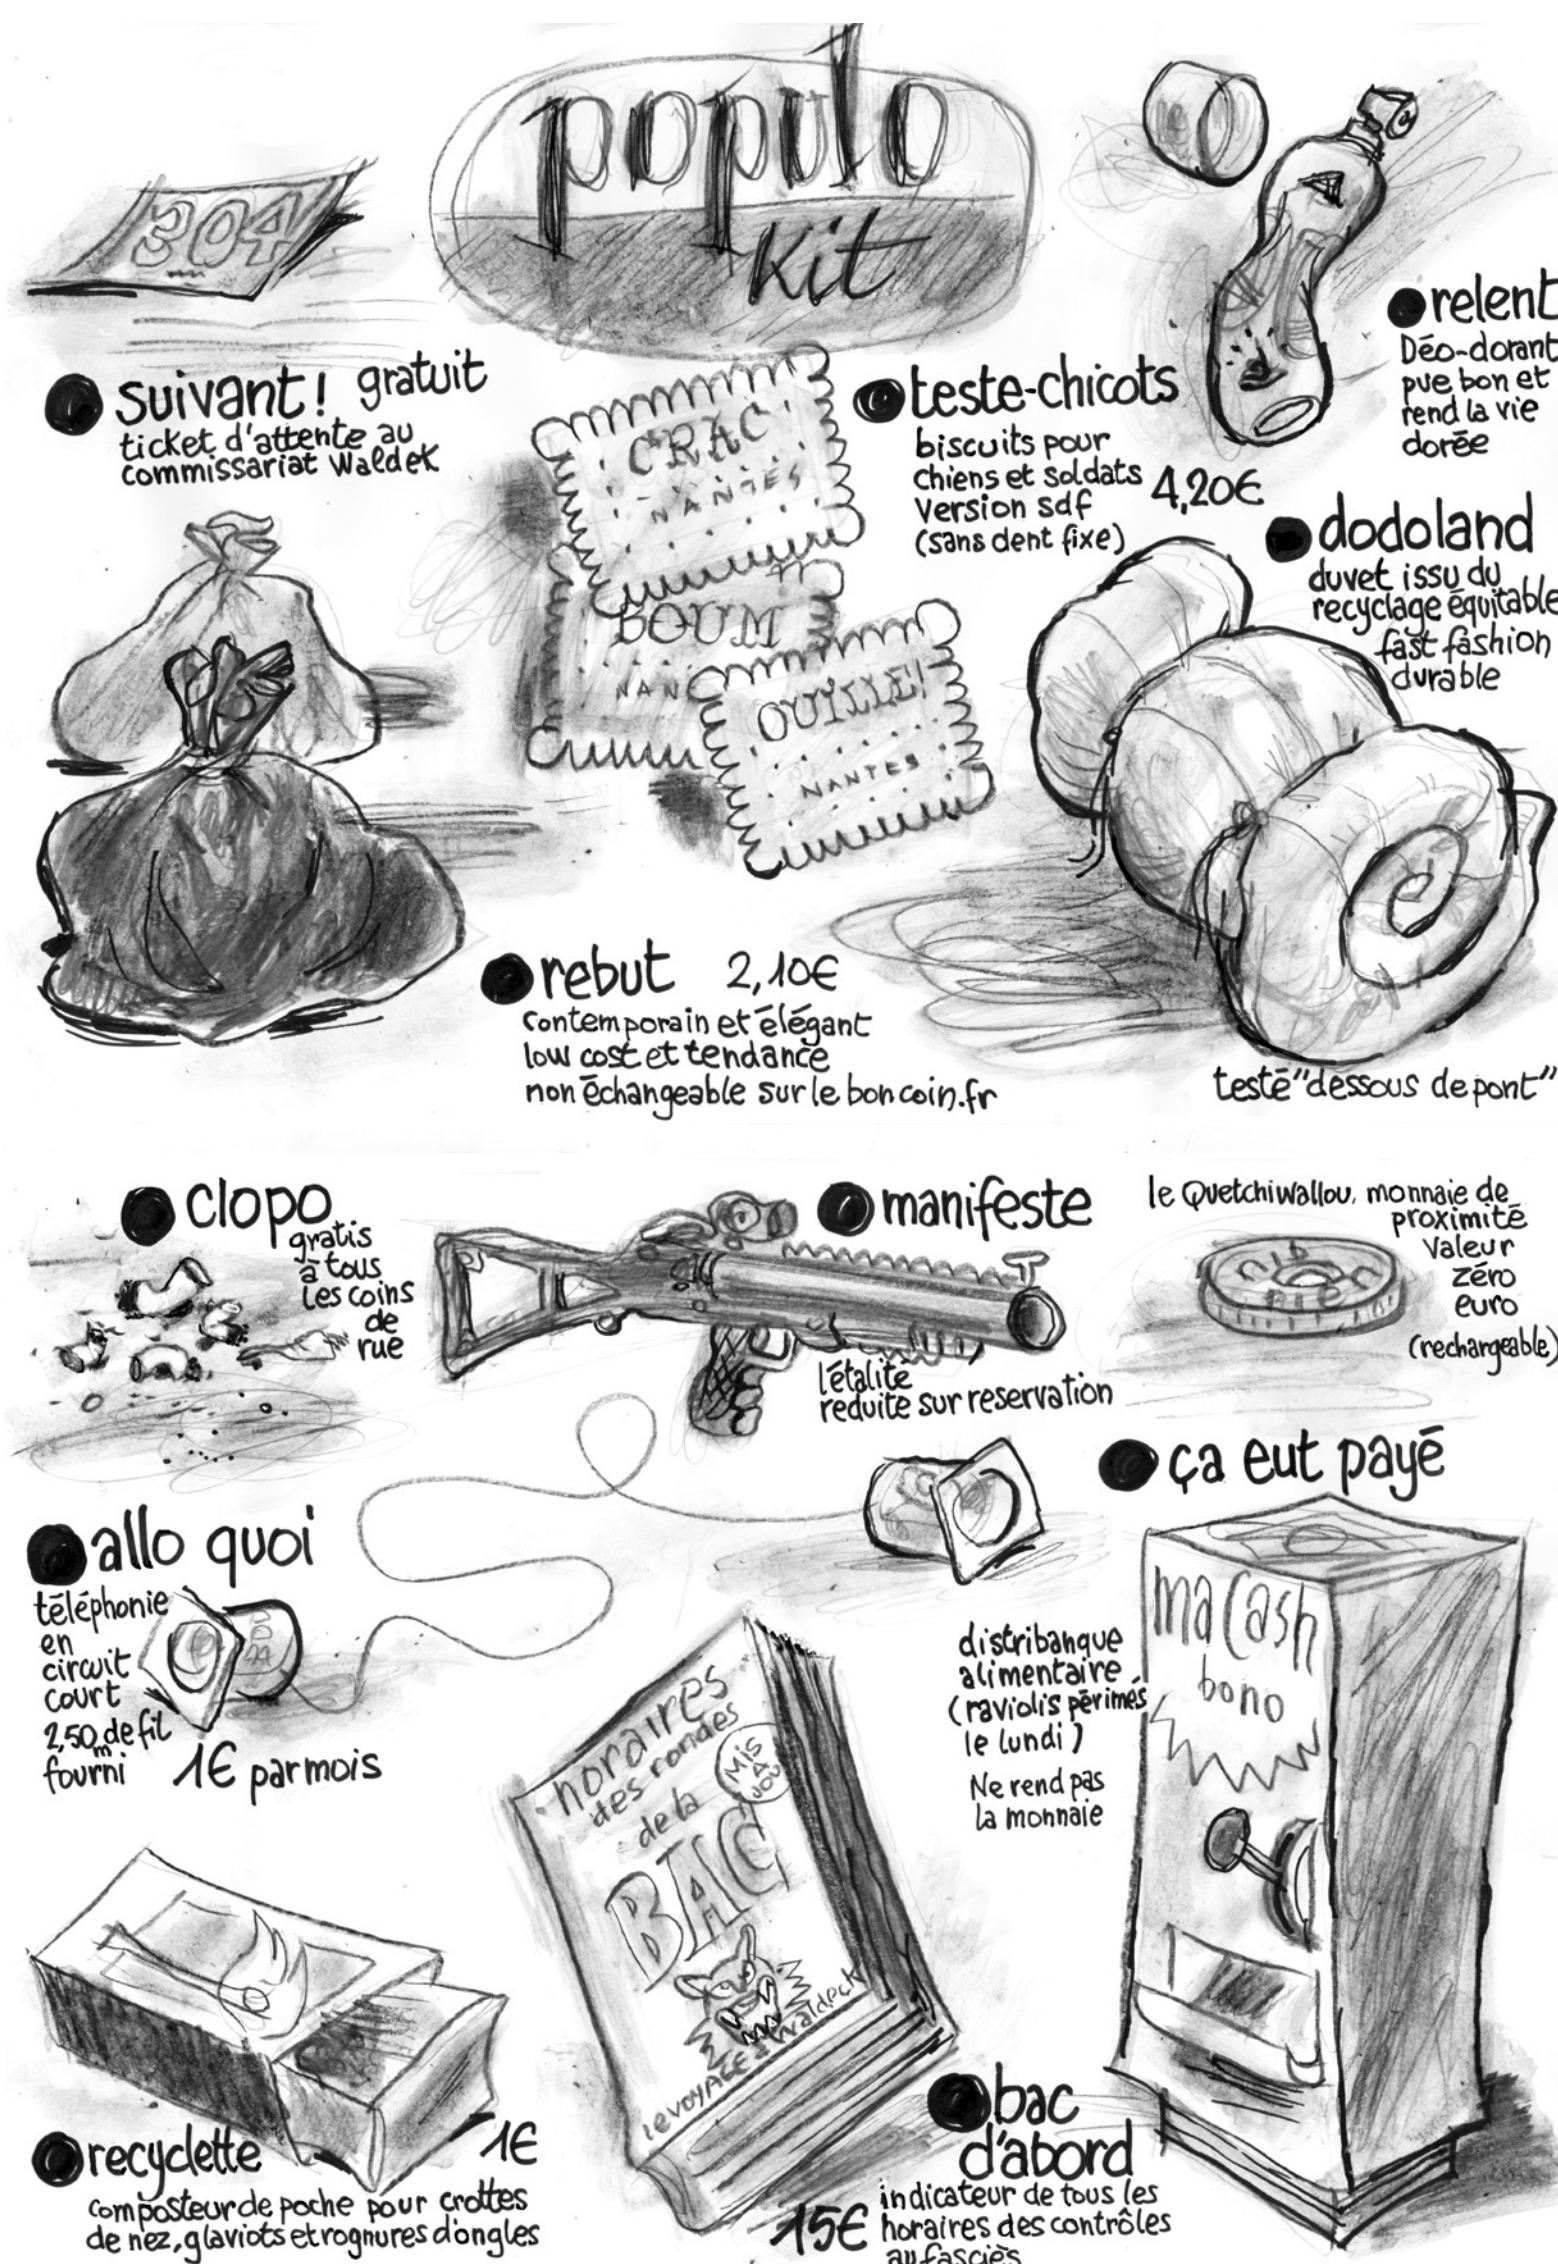 populo
kit
304
relent
Déo-dorant
pue bon et
rend la vie
dorée
suivant! gratuit
ticket d'attente au
commissariat Waldek
teste-chicots
biscuits pour
chiens et soldats
version sdf
(sans dent fixe)
4,20€
CRAC!
NANTES
BOUM
NAN
OUILLE!
NANTES
dodoland
duvet issu du
recyclage équitable
fast fashion
durable
testé "dessous de pont"
rebut 2,10€
contemporain et élégant
low cost et tendance
non échangeable sur le bon coin.fr
clopo
gratis
à tous
les coins
de
rue
manifeste
l'étalité
réduite sur reservation
le Quetchiwallou, monnaie de
proximité
valeur
zéro
euro
(rechargeable)
allo quoi
téléphonie
en
circuit
court
2,50m de fil
fourni
1€ par mois
ça eut payé
distribanque
alimentaire
(raviolis périmés
le lundi)
Ne rend pas
la monnaie
ma Cash
bono
horaires
des rondes
de la
BAC
Mis
à
jour
le voyage à Waldeck
recyclette 1€
composteur de poche pour crottes
de nez, glaviots et rognures d'ongles
bac
d'abord
15€
indicateur de tous les
horaires des contrôles
au fasciès